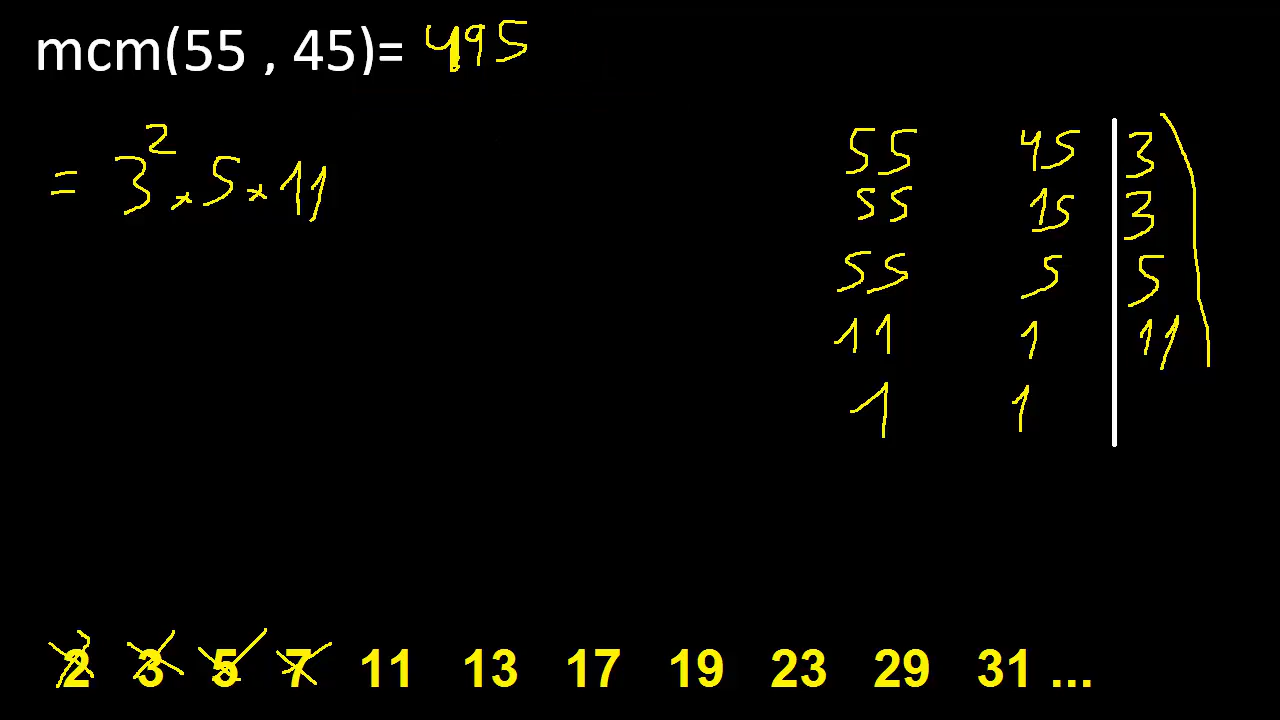 mcm(55 , 45)= 495
= 3² × 5 × 11
55 45 | 3
55 15 | 3
55 5 | 5
11 1 | 11
1 1 |
2 3 5 7 11 13 17 19 23 29 31 ...